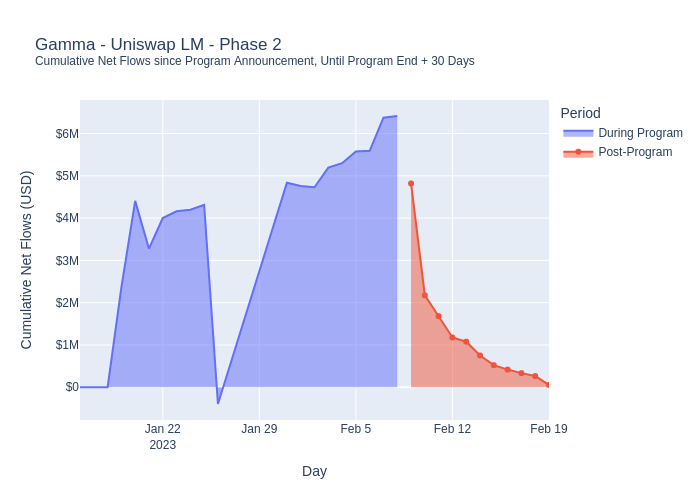 Gamma - Uniswap LM - Phase 2
Cumulative Net Flows since Program Announcement, Until Program End + 30 Days
Period
During Program
Post-Program
Cumulative Net Flows (USD)
$6M
$5M
$4M
$3M
$2M
$1M
$0
Jan 22
2023
Jan 29
Feb 5
Feb 12
Feb 19
Day